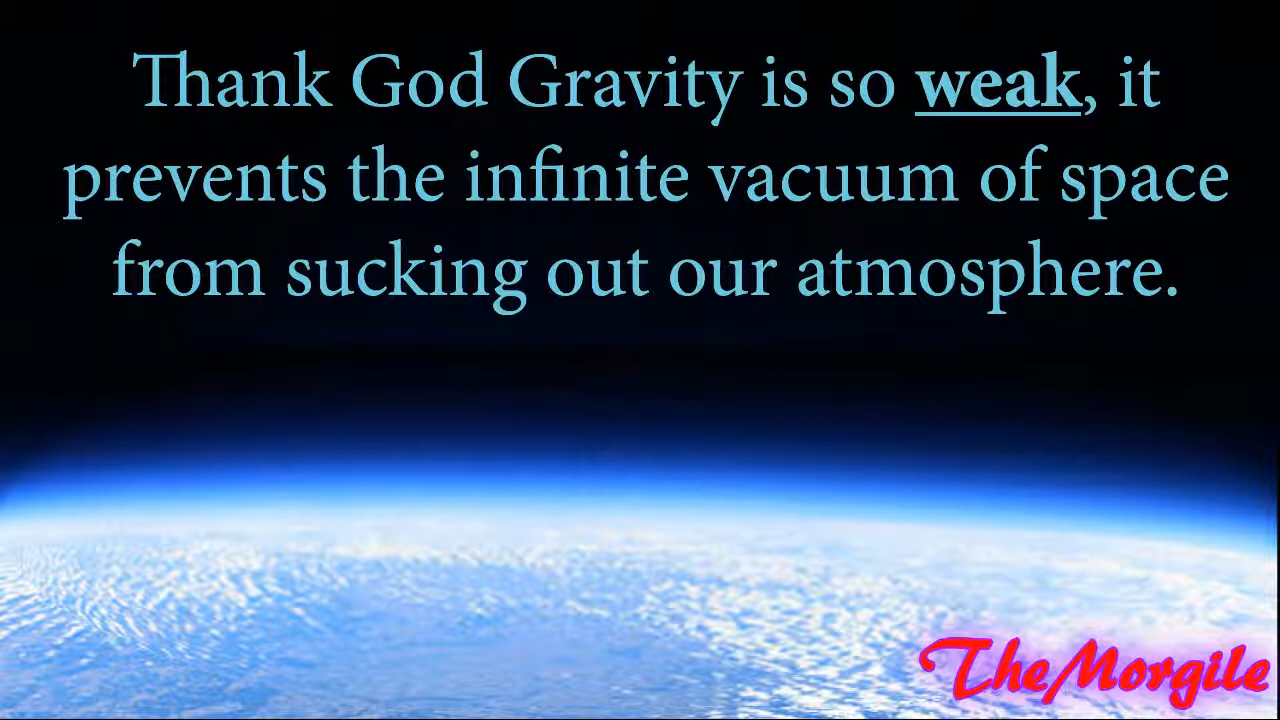 Thank God Gravity is so weak, it
prevents the infinite vacuum of space
from sucking out our atmosphere.
TheMorgile